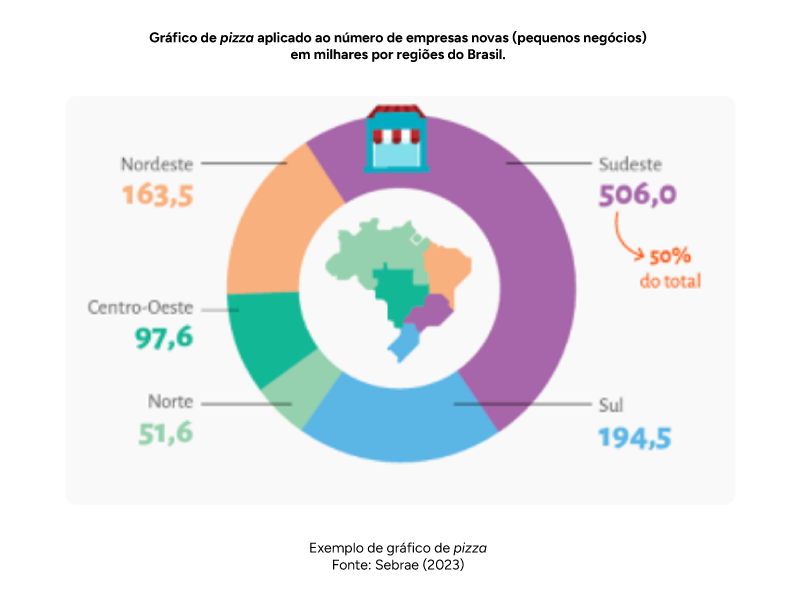 Gráfico de pizza aplicado ao número de empresas novas (pequenos negócios)
em milhares por regiões do Brasil.
Nordeste
163,5
Sudeste
506,0
50%
do total
Centro-Oeste
97,6
Norte
51,6
Sul
194,5
Exemplo de gráfico de pizza
Fonte: Sebrae (2023)